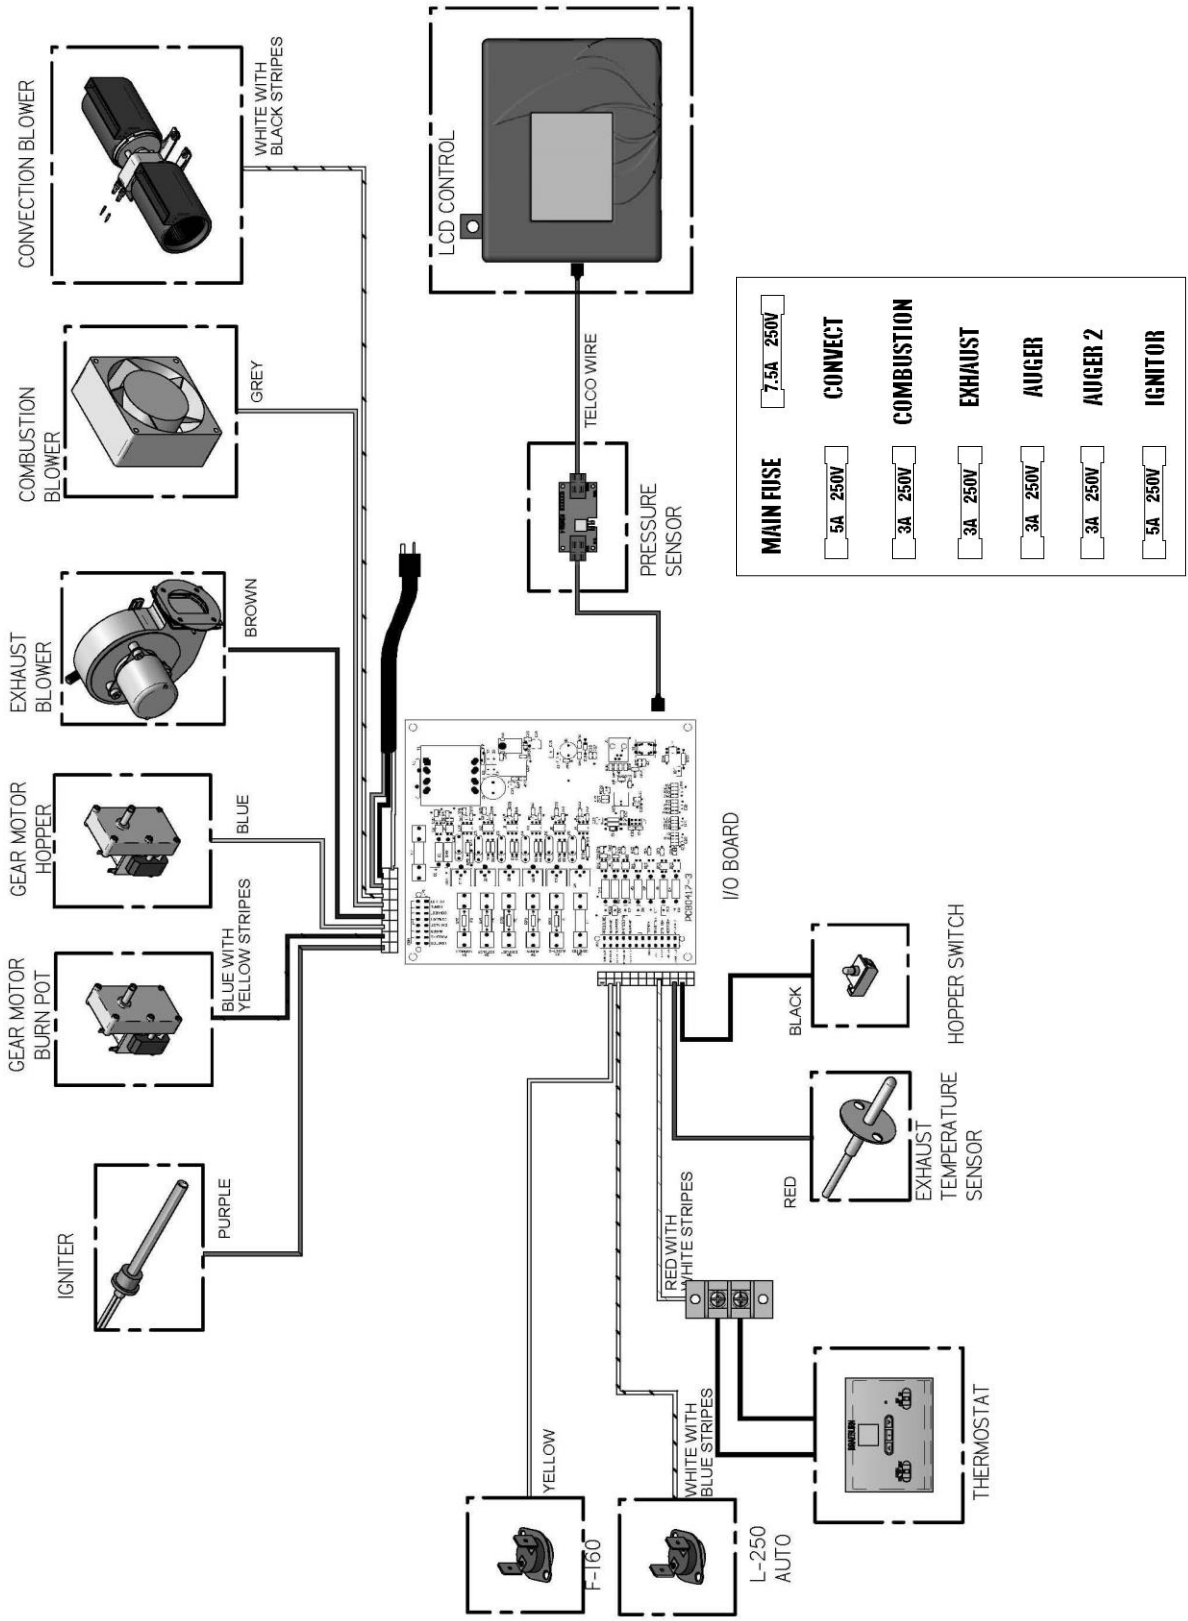 CONVECTION BLOWER
WHITE WITH
BLACK STRIPES
COMBUSTION
BLOWER
GREY
EXHAUST
BLOWER
BROWN
GEAR MOTOR
HOPPER
BLUE
GEAR MOTOR
BURN POT
BLUE WITH
YELLOW STRIPES
IGNITER
PURPLE
LCD CONTROL
TELCO WIRE
PRESSURE
SENSOR
I/O BOARD
PCBD417-3
HOPPER SWITCH
BLACK
EXHAUST
TEMPERATURE
SENSOR
RED
RED WITH
WHITE STRIPES
THERMOSTAT
YELLOW
F-160
WHITE WITH
BLUE STRIPES
L-250
AUTO
MAIN FUSE 7.5A 250V
5A 250V CONVECT
3A 250V COMBUSTION
3A 250V EXHAUST
3A 250V AUGER
3A 250V AUGER 2
5A 250V IGNITOR